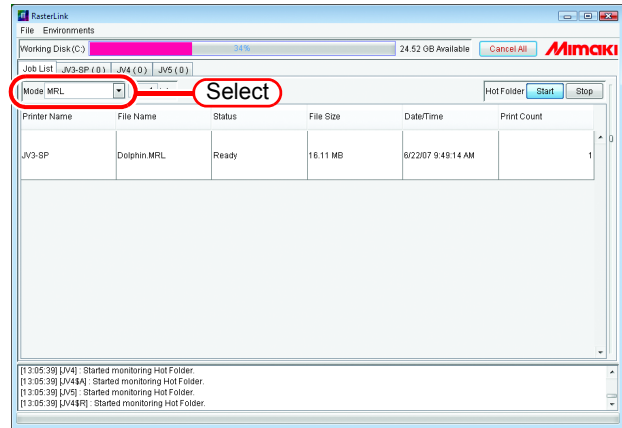 RasterLink
File Environments
Working Disk(C:) 34% 24.52 GB Available Cancel All Mimaki
Job List JV3-SP ( 0 ) JV4 ( 0 ) JV5 ( 0 )
Mode MRL Select Hot Folder Start Stop
Printer Name File Name Status File Size Date/Time Print Count
JV3-SP Dolphin.MRL Ready 16.11 MB 6/22/07 9:49:14 AM 1
[13:05:39] [JV4] : Started monitoring Hot Folder.
[13:05:39] [JV4$A] : Started monitoring Hot Folder.
[13:05:39] [JV5] : Started monitoring Hot Folder.
[13:05:39] [JV4$R] : Started monitoring Hot Folder.